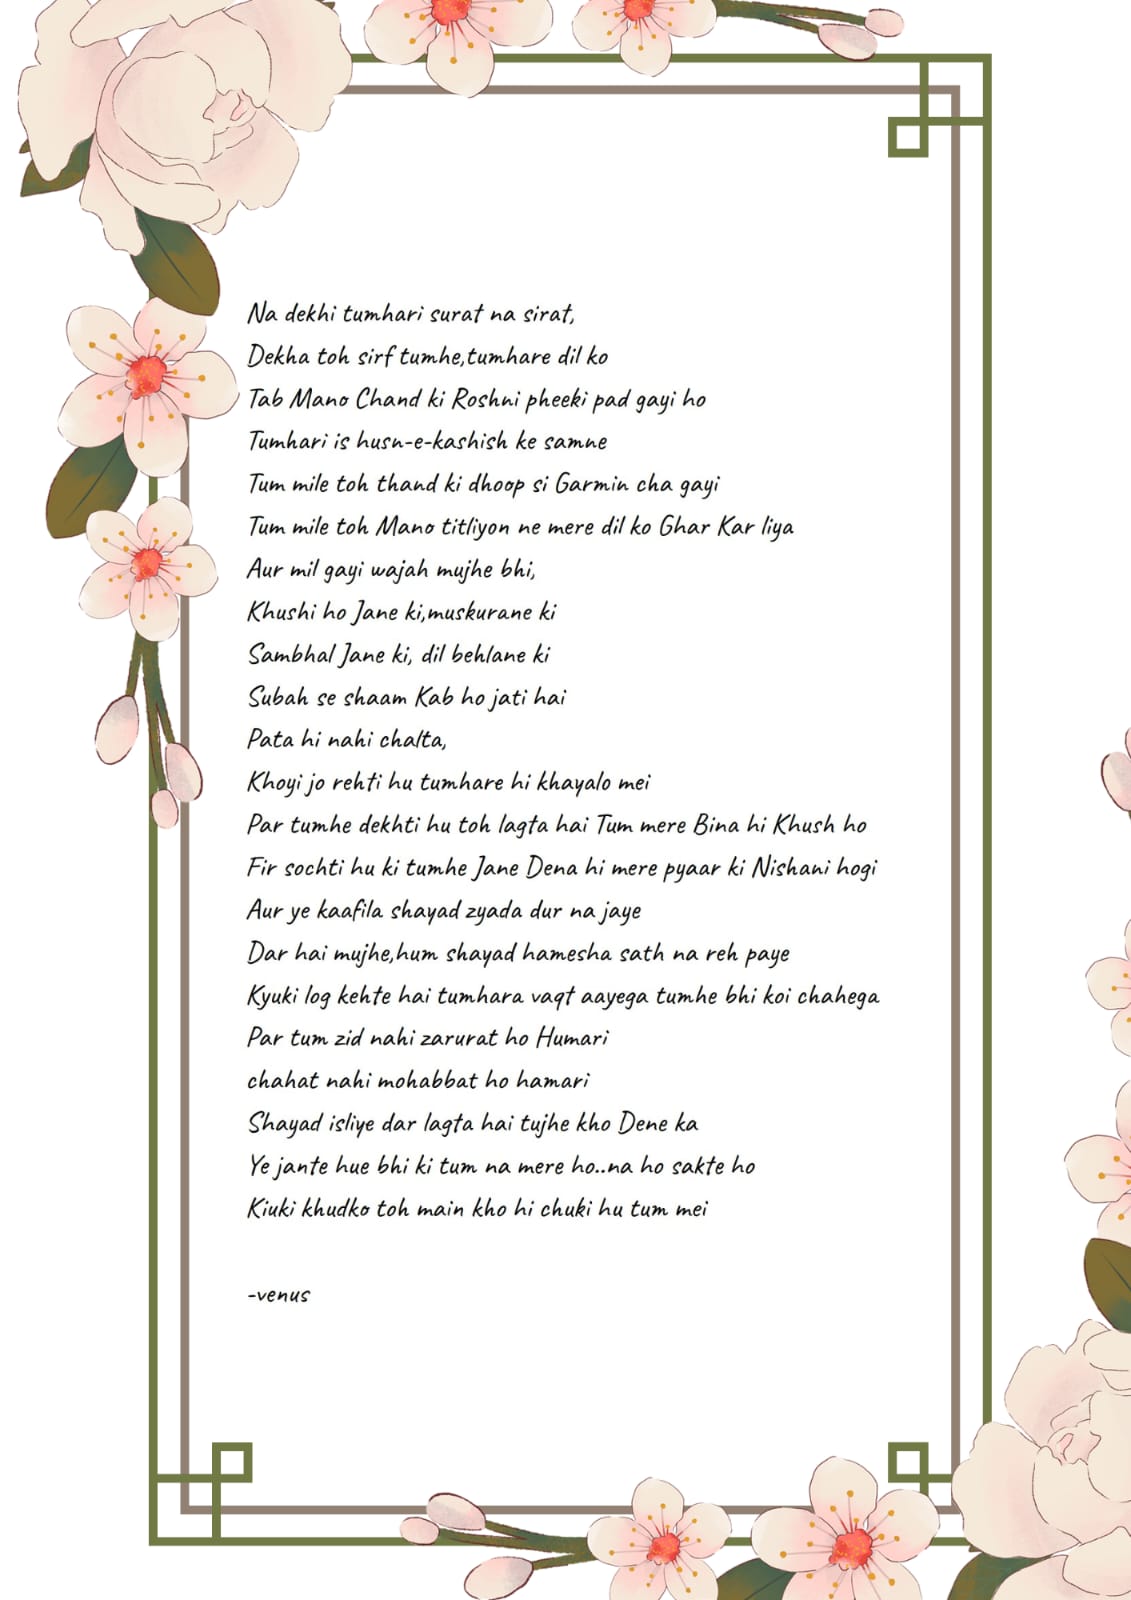 Na dekhi tumhari surat na sirat,
Dekha toh sirf tumhe,tumhare dil ko
Tab Mano Chand ki Roshni pheeki pad gayi ho
Tumhari is husn-e-kashish ke samne
Tum mile toh thand ki dhoop si Garmin cha gayi
Tum mile toh Mano titliyon ne mere dil ko Ghar Kar liya
Aur mil gayi wajah mujhe bhi,
Khushi ho Jane ki,muskurane ki
Sambhal Jane ki, dil behlane ki
Subah se shaam Kab ho jati hai
Pata hi nahi chalta,
Khoyi jo rehti hu tumhare hi khayalo mei
Par tumhe dekhti hu toh lagta hai Tum mere Bina hi Khush ho
Fir sochti hu ki tumhe Jane Dena hi mere pyaar ki Nishani hogi
Aur ye kaafila shayad zyada dur na jaye
Dar hai mujhe,hum shayad hamesha sath na reh paye
Kyuki log kehte hai tumhara vaqt aayega tumhe bhi koi chahega
Par tum zid nahi zarurat ho Humari
chahat nahi mohabbat ho hamari
Shayad isliye dar lagta hai tujhe kho Dene ka
Ye jante hue bhi ki tum na mere ho..na ho sakte ho
Kiuki khudko toh main kho hi chuki hu tum mei
-venus